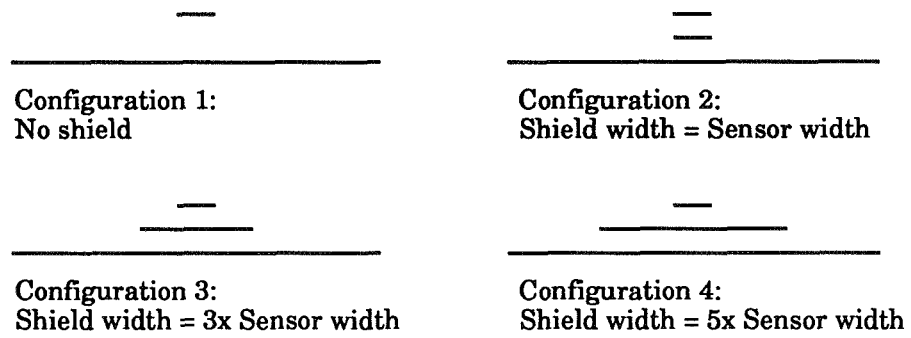 Configuration 1:
No shield
Configuration 2:
Shield width = Sensor width
Configuration 3:
Shield width = 3x Sensor width
Configuration 4:
Shield width = 5x Sensor width